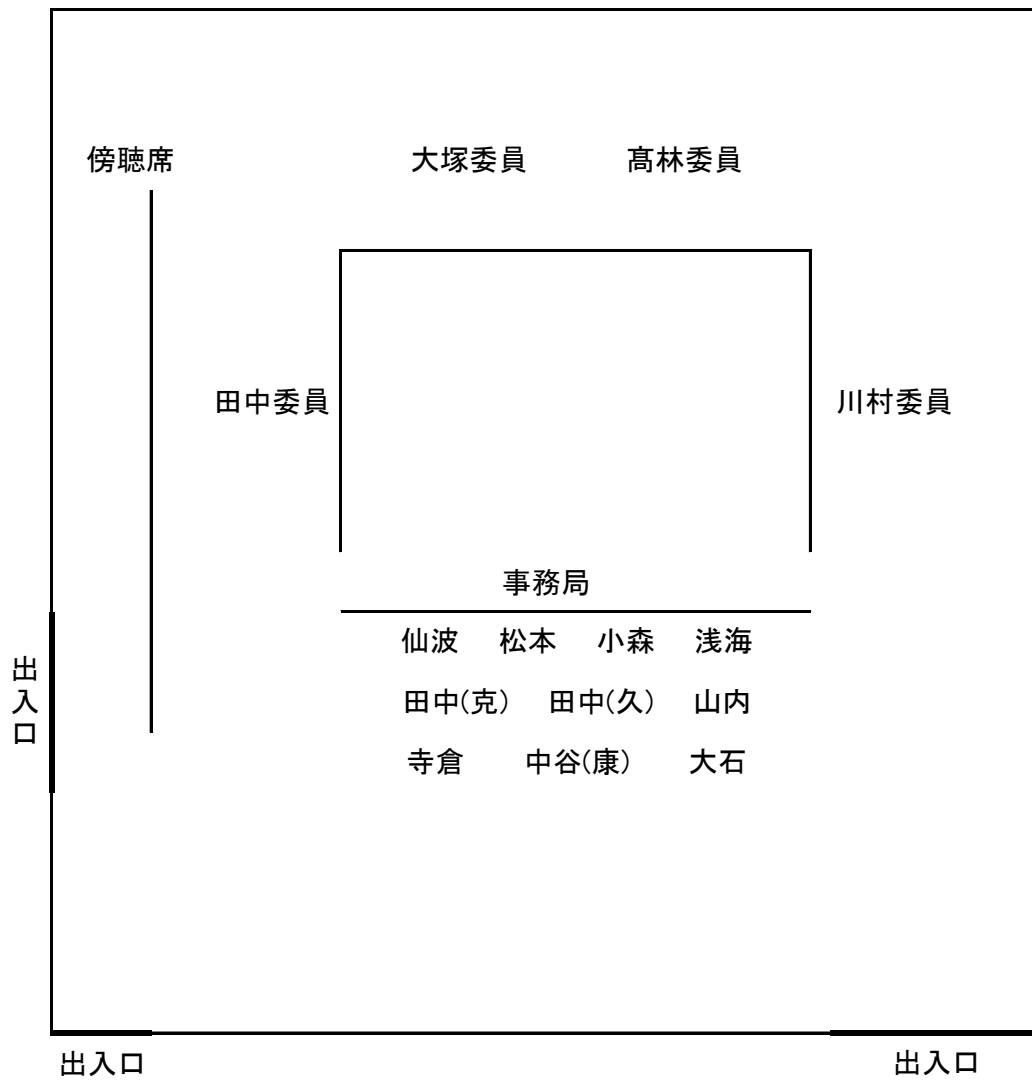 傍聴席 大塚委員 髙林委員
田中委員 川村委員
事務局
仙波 松本 小森 浅海
出入口
田中(克) 田中(久) 山内
寺倉 中谷(康) 大石
出入口 出入口